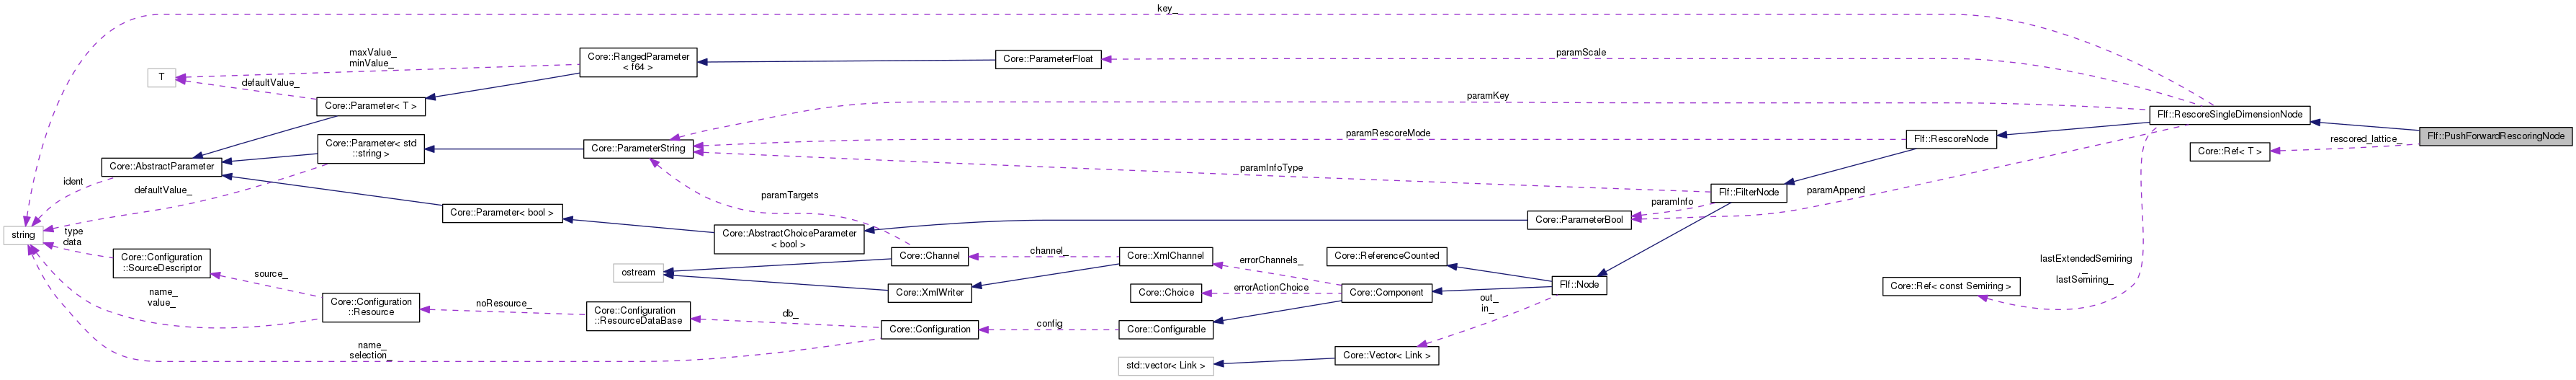 key_
maxValue_
minValue_
Core::RangedParameter
< f64 >
Core::ParameterFloat
paramScale
T
defaultValue_
Core::Parameter< T >
paramKey
Flf::RescoreSingleDimensionNode
Flf::PushForwardRescoringNode
Core::Parameter< std
::string >
Core::ParameterString
paramRescoreMode
Flf::RescoreNode
rescored_lattice_
Core::Ref< T >
Core::AbstractParameter
paramInfoType
ident
defaultValue_
paramTargets
Flf::FilterNode
paramAppend
paramInfo
Core::Parameter< bool >
Core::ParameterBool
string
type
data
Core::AbstractChoiceParameter
< bool >
Core::Configuration
::SourceDescriptor
source_
ostream
Core::Channel
channel_
Core::XmlChannel
errorChannels_
Core::ReferenceCounted
lastExtendedSemiring
_
lastSemiring_
name_
value_
Core::Configuration
::Resource
noResource_
Core::XmlWriter
Core::Choice
errorActionChoice
Core::Component
Flf::Node
Core::Ref< const Semiring >
Core::Configuration
::ResourceDataBase
db_
Core::Configuration
config
Core::Configurable
out_
in_
name_
selection_
std::vector< Link >
Core::Vector< Link >